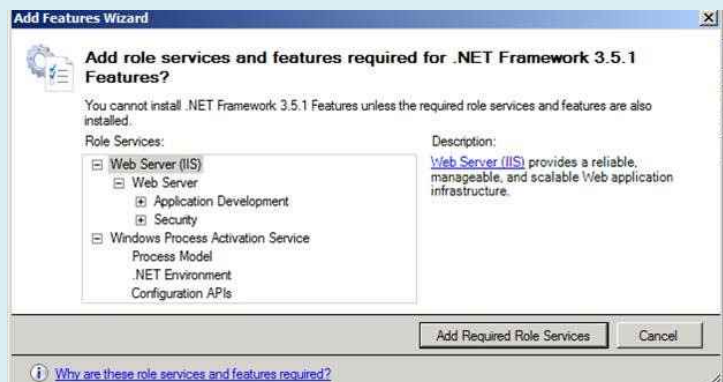 Add Features Wizard
Add role services and features required for .NET Framework 3.5.1
Features?
You cannot install .NET Framework 3.5.1 Features unless the required role services and features are also
installed.
Role Services:
Web Server (IIS)
Web Server
Application Development
Security
Windows Process Activation Service
Process Model
.NET Environment
Configuration APIs
Description:
Web Server (IIS) provides a reliable,
manageable, and scalable Web application
infrastructure.
Add Required Role Services
Cancel
Why are these role services and features required?